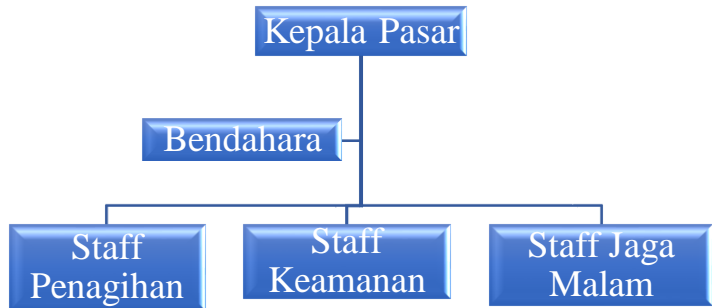 Kepala Pasar
Bendahara
Staff
Penagihan
Staff
Keamanan
Staff Jaga
Malam